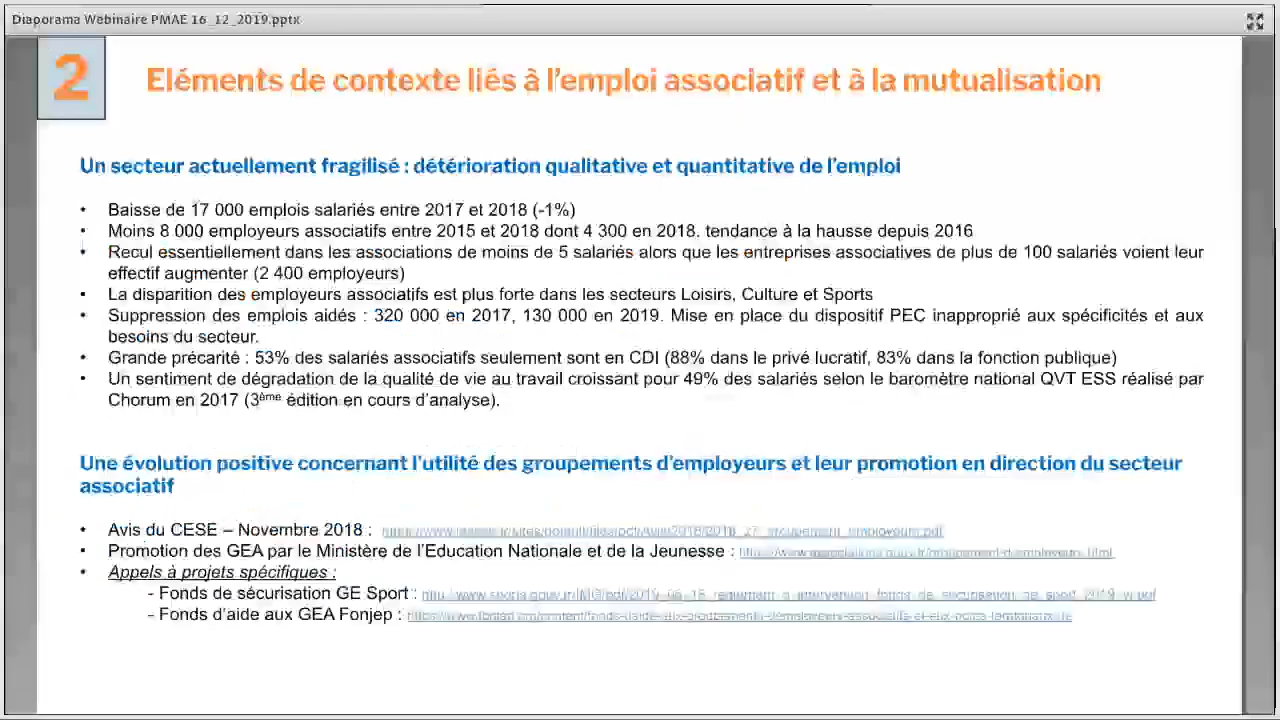 Diaporama Webinaire PMAE 16_12_2019.pptx
2
Eléments de contexte liés à l'emploi associatif et à la mutualisation
Un secteur actuellement fragilisé : détérioration qualitative et quantitative de l'emploi
• Baisse de 17 000 emplois salariés entre 2017 et 2018 (-1%)
• Moins 8 000 employeurs associatifs entre 2015 et 2018 dont 4 300 en 2018. tendance à la hausse depuis 2016
• Recul essentiellement dans les associations de moins de 5 salariés alors que les entreprises associatives de plus de 100 salariés voient leur
effectif augmenter (2 400 employeurs)
• La disparition des employeurs associatifs est plus forte dans les secteurs Loisirs, Culture et Sports
• Suppression des emplois aidés : 320 000 en 2017, 130 000 en 2019. Mise en place du dispositif PEC inapproprié aux spécificités et aux
besoins du secteur.
• Grande précarité : 53% des salariés associatifs seulement sont en CDI (88% dans le privé lucratif, 83% dans la fonction publique)
• Un sentiment de dégradation de la qualité de vie au travail croissant pour 49% des salariés selon le baromètre national QVT ESS réalisé par
Chorum en 2017 (3ème édition en cours d'analyse).
Une évolution positive concernant l'utilité des groupements d'employeurs et leur promotion en direction du secteur
associatif
• Avis du CESE – Novembre 2018 :
• Promotion des GEA par le Ministère de l'Education Nationale et de la Jeunesse :
• Appels à projets spécifiques :
- Fonds de sécurisation GE Sport :
- Fonds d'aide aux GEA Fonjep :